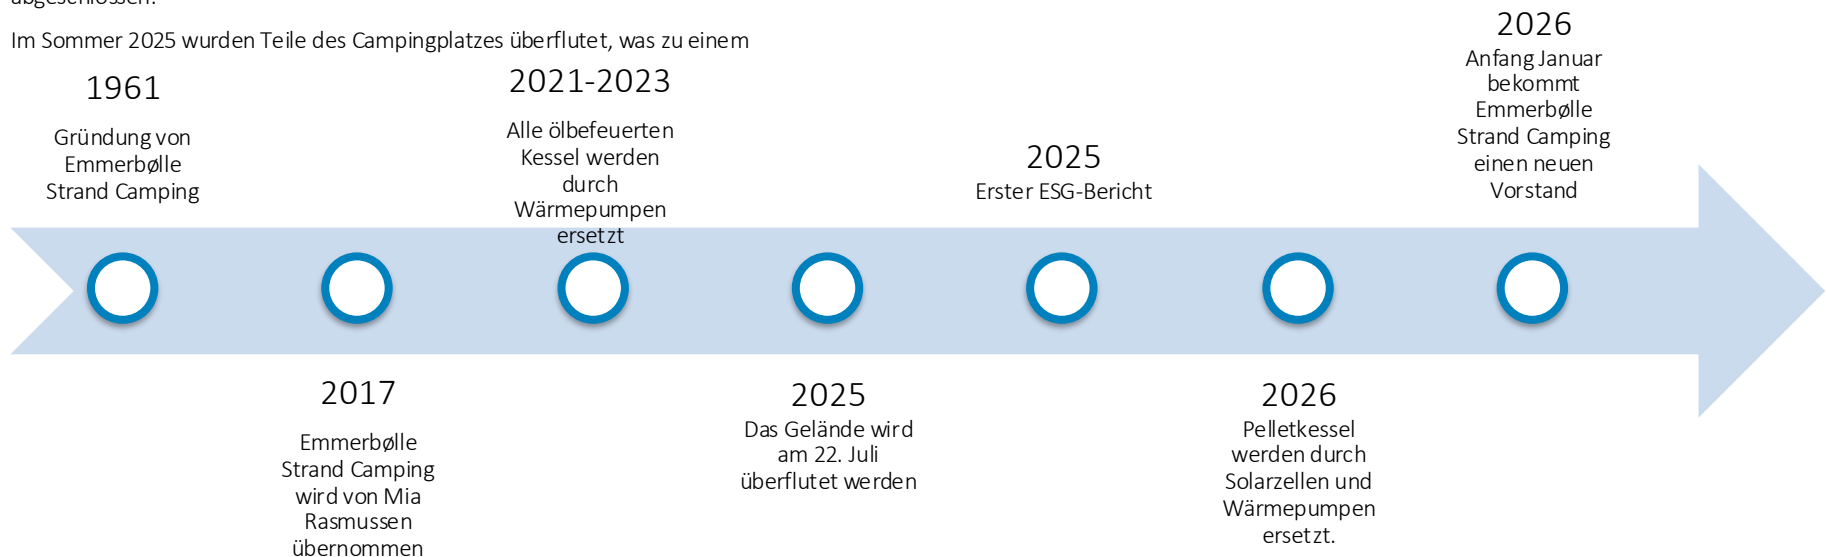 abgeschlossen.
Im Sommer 2025 wurden Teile des Campingplatzes überflutet, was zu einem
1961
Gründung von
Emmerbølle
Strand Camping
2017
Emmerbølle
Strand Camping
wird von Mia
Rasmussen
übernommen
2021-2023
Alle ölbefeuerten
Kessel werden
durch
Wärmepumpen
ersetzt
2025
Das Gelände wird
am 22. Juli
überflutet werden
2025
Erster ESG-Bericht
2026
Pelletkessel
werden durch
Solarzellen und
Wärmepumpen
ersetzt.
2026
Anfang Januar
bekommt
Emmerbølle
Strand Camping
einen neuen
Vorstand